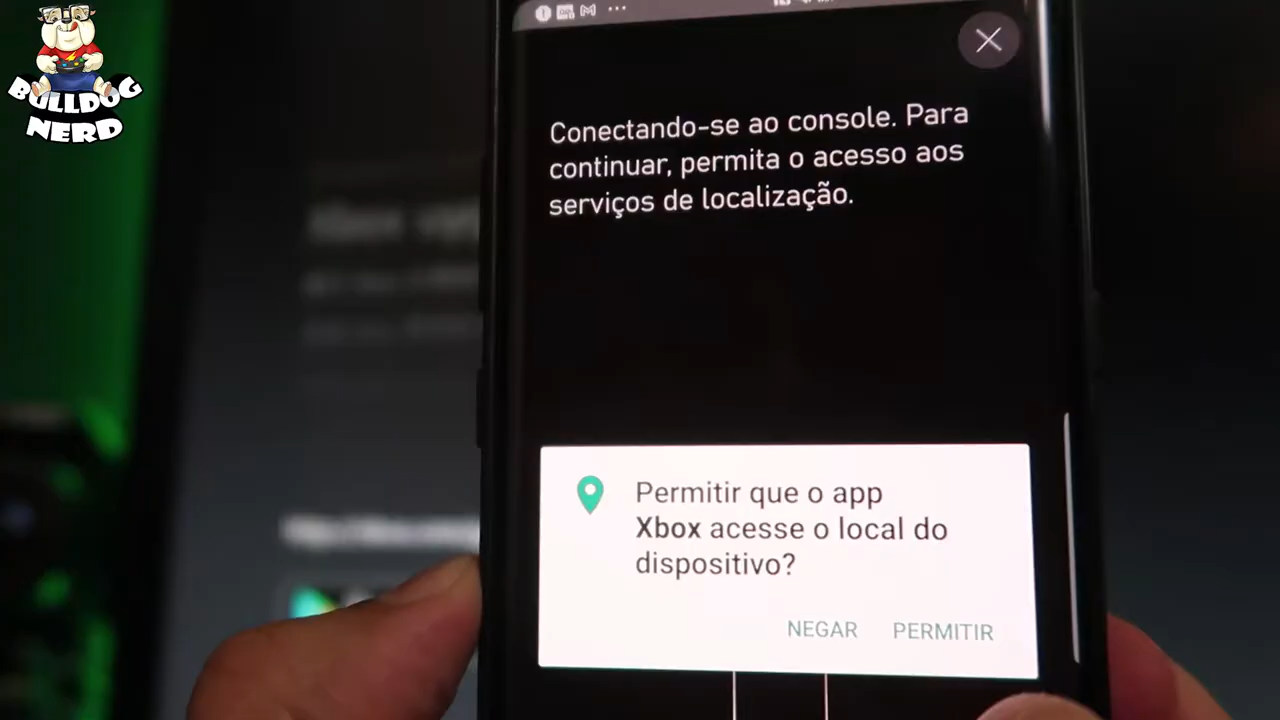 BULLDOG
NERD
Conectando-se ao console. Para
continuar, permita o acesso aos
serviços de localização.
Permitir que o app
Xbox acesse o local do
dispositivo?
NEGAR PERMITIR